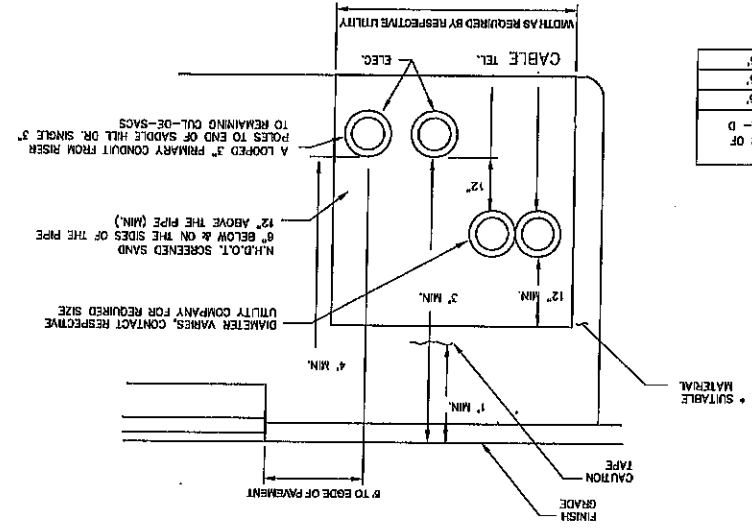 FINISH
GRADE
CAUTION
TAPE
TO EGDE OF PAVEMENT
* SUITABLE
MATERIAL
1' MIN.
4' MIN.
12" MIN.
3' MIN.
DIAMETER VARIES, CONTACT RESPECTIVE
UTILITY COMPANY FOR REQUIRED SIZE
12"
N.H.D.O.T. SCREENED SAND
6" BELOW & ON THE SIDES OF THE PIPE
12" ABOVE THE PIPE (MIN.)
A LOOPED 3" PRIMARY CONDUIT FROM RISER
POLES TO END OF SADDLE HILL DR. SINGLE 3"
TO REMAINING CUL-DE-SACS
CABLE TEL. ELEC.
WIDTH AS REQUIRED BY RESPECTIVE UTILITY
OF
- D